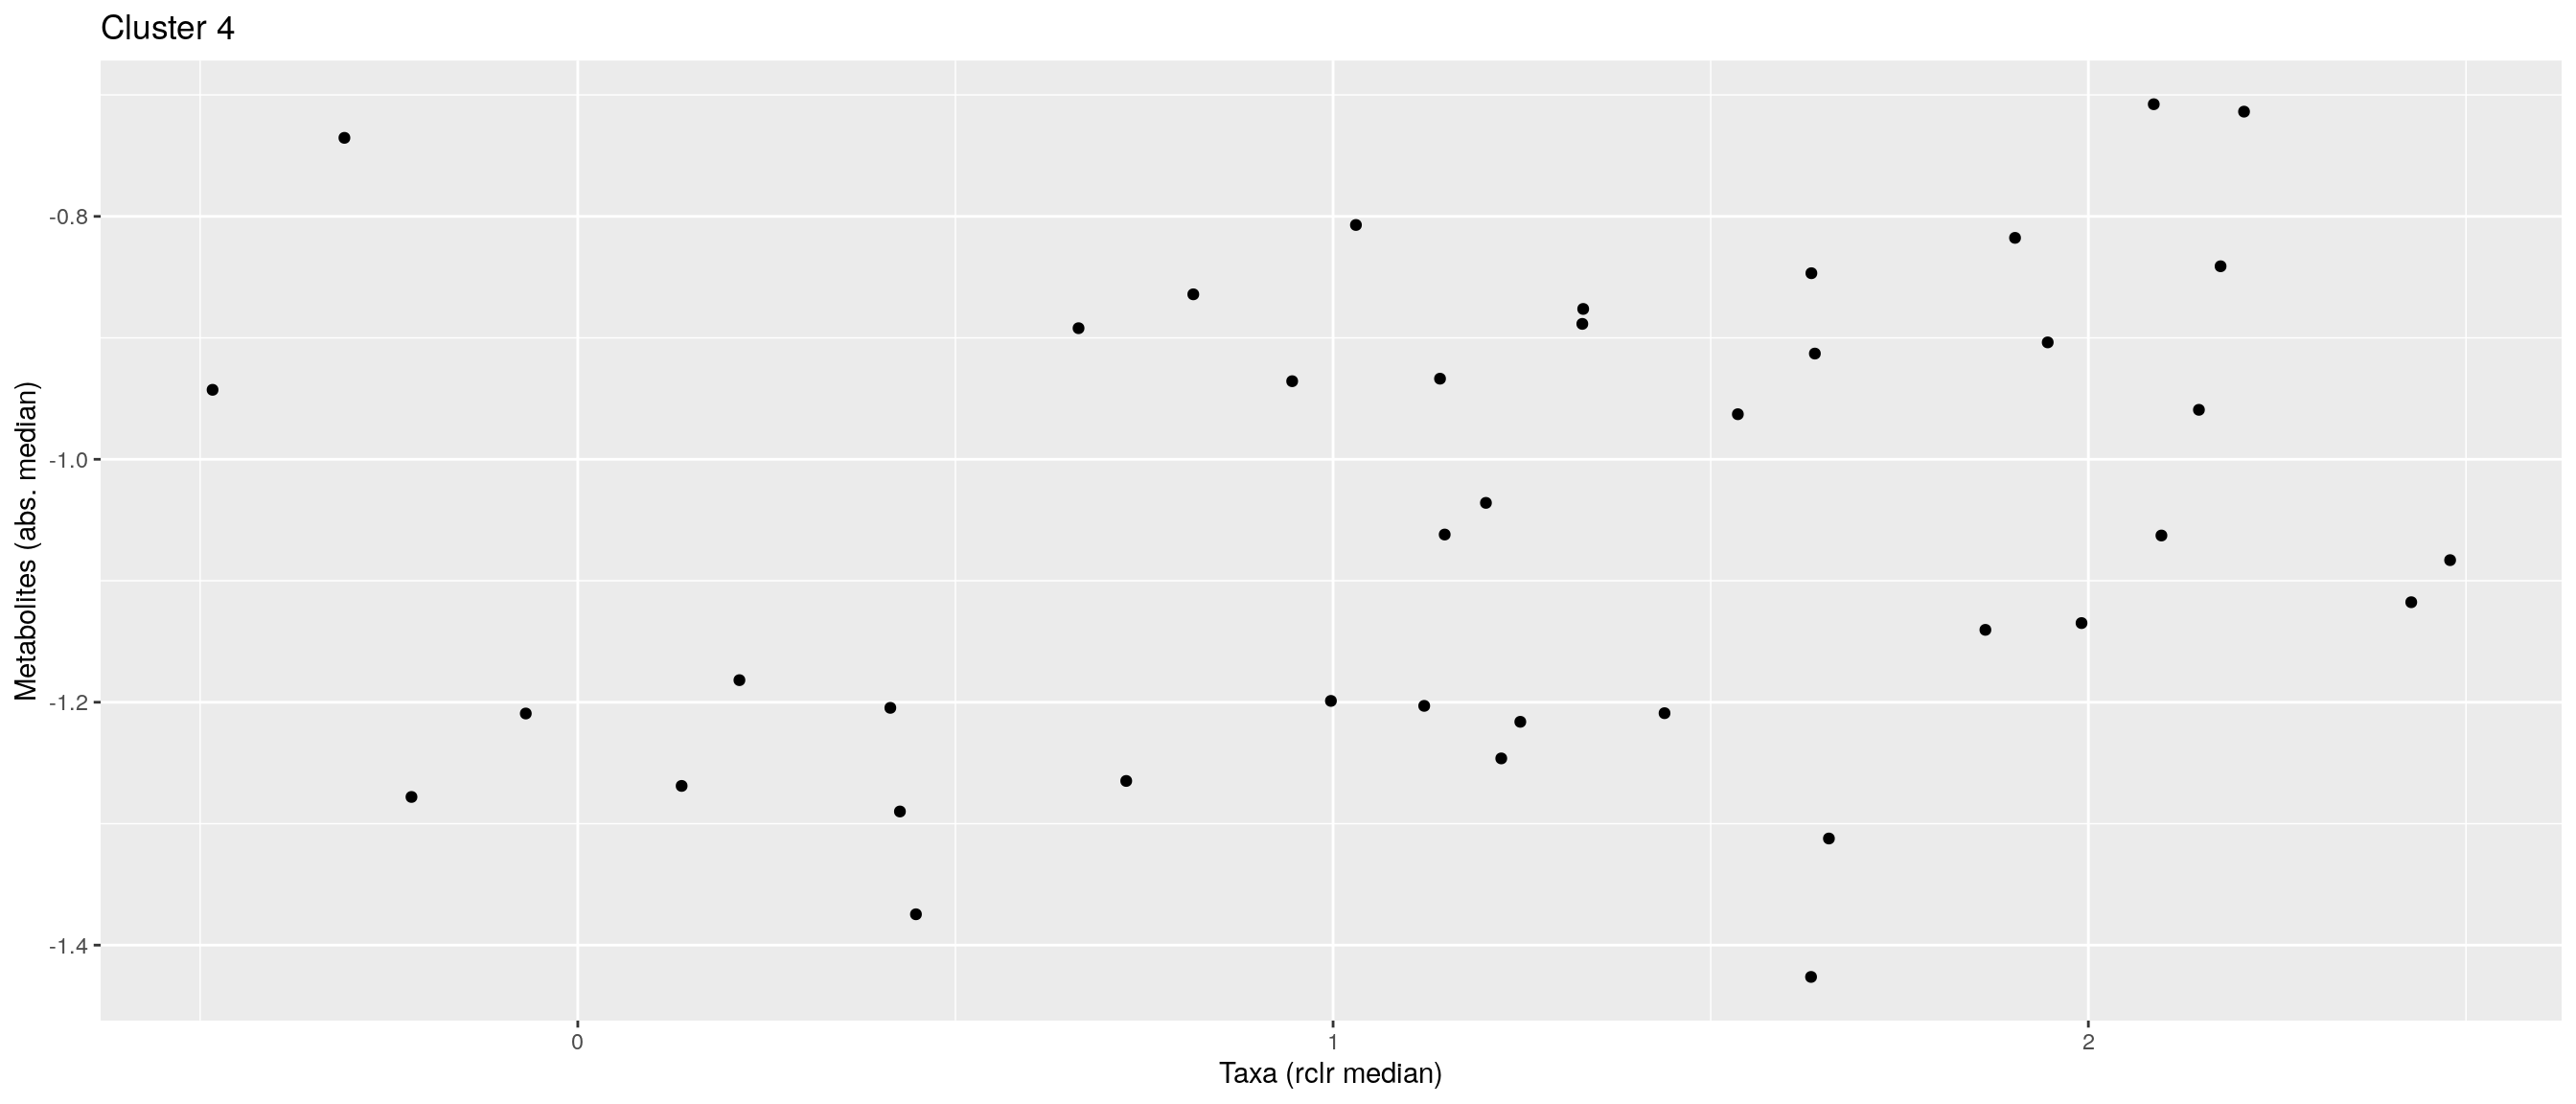 Cluster 4
Metabolites (abs. median)
-0.8
-1.0
-1.2
-1.4
0 1 2
Taxa (rclr median)